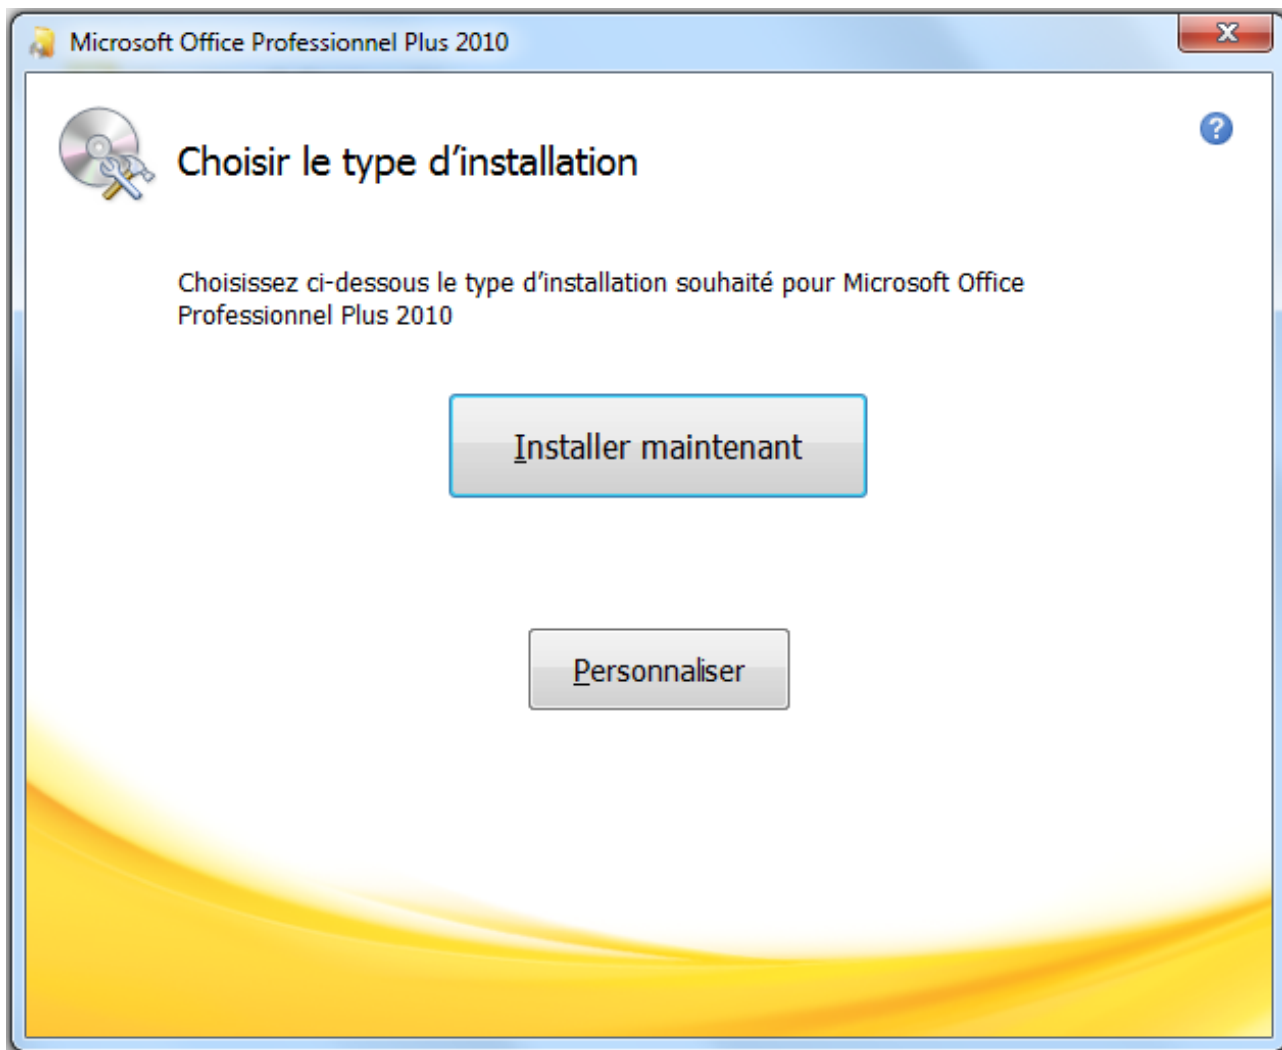 Microsoft Office Professionnel Plus 2010
Choisir le type d’installation
Choisissez ci-dessous le type d’installation souhaité pour Microsoft Office
Professionnel Plus 2010
Installer maintenant
Personnaliser